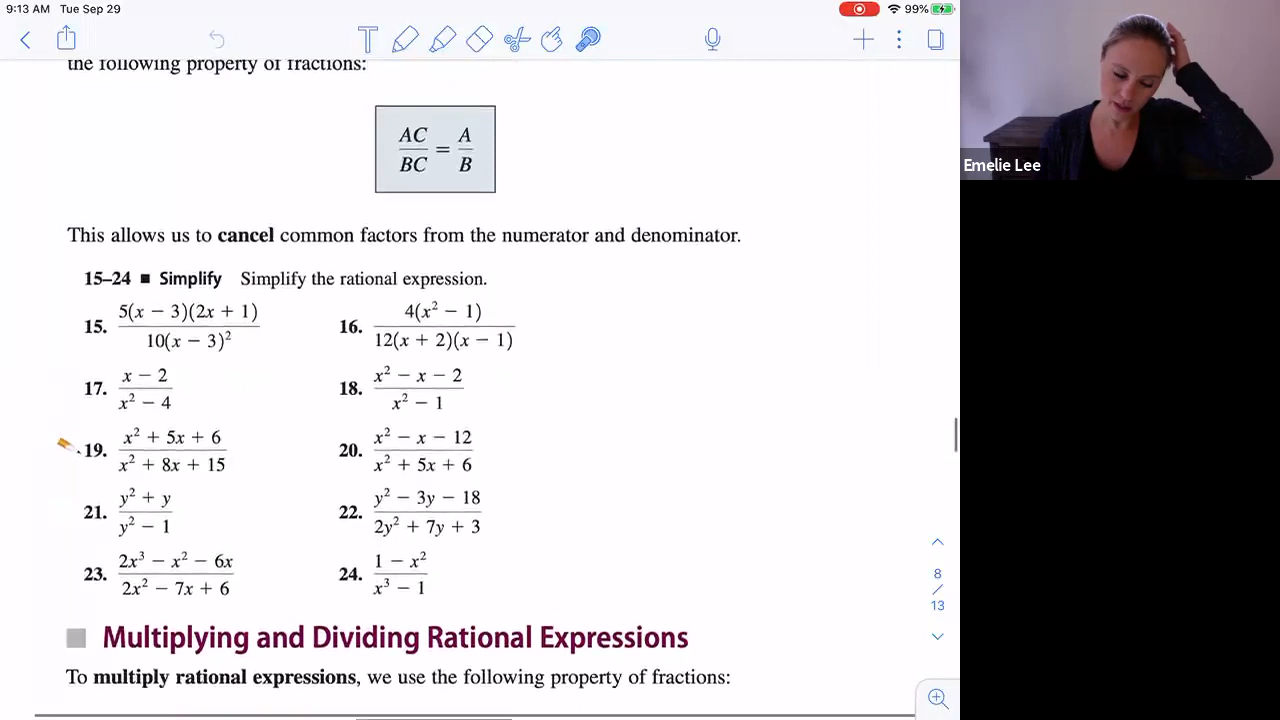 9:13 AM Tue Sep 29
99%
the following property of fractions:
AC/BC = A/B
This allows us to cancel common factors from the numerator and denominator.
15–24 ■ Simplify Simplify the rational expression.
15. 5(x − 3)(2x + 1) / 10(x − 3)²
16. 4(x² − 1) / 12(x + 2)(x − 1)
17. x − 2 / x² − 4
18. x² − x − 2 / x² − 1
19. x² + 5x + 6 / x² + 8x + 15
20. x² − x − 12 / x² + 5x + 6
21. y² + y / y² − 1
22. y² − 3y − 18 / 2y² + 7y + 3
23. 2x³ − x² − 6x / 2x² − 7x + 6
24. 1 − x² / x³ − 1
Multiplying and Dividing Rational Expressions
To multiply rational expressions, we use the following property of fractions:
8
/
13
Emelie Lee